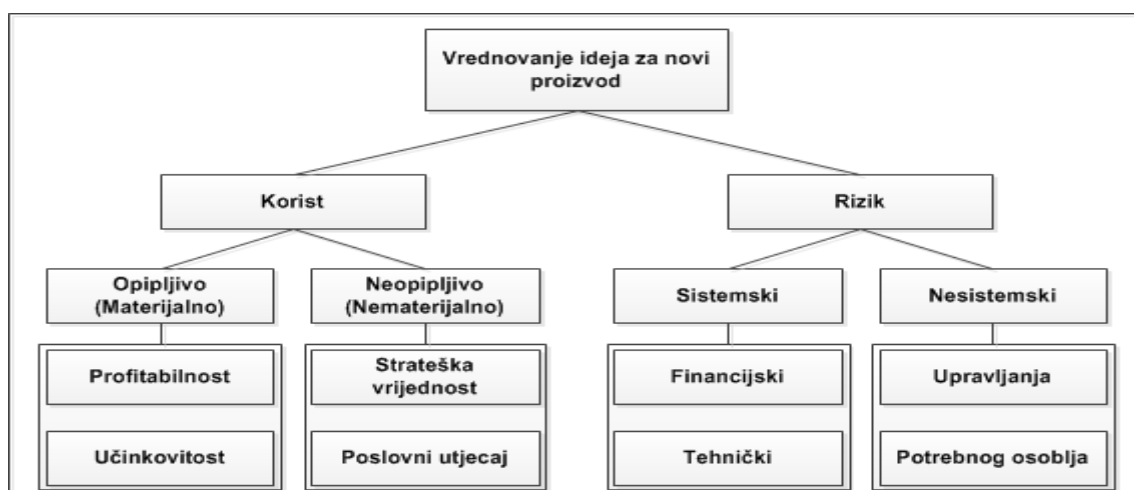 Vrednovanje ideja za novi
proizvod
Korist
Rizik
Opipljivo
(Materijalno)
Neopipljivo
(Nematerijalno)
Sistemski
Nesistemski
Profitabilnost
Strateška
vrijednost
Financijski
Upravljanja
Učinkovitost
Poslovni utjecaj
Tehnički
Potrebnog osoblja